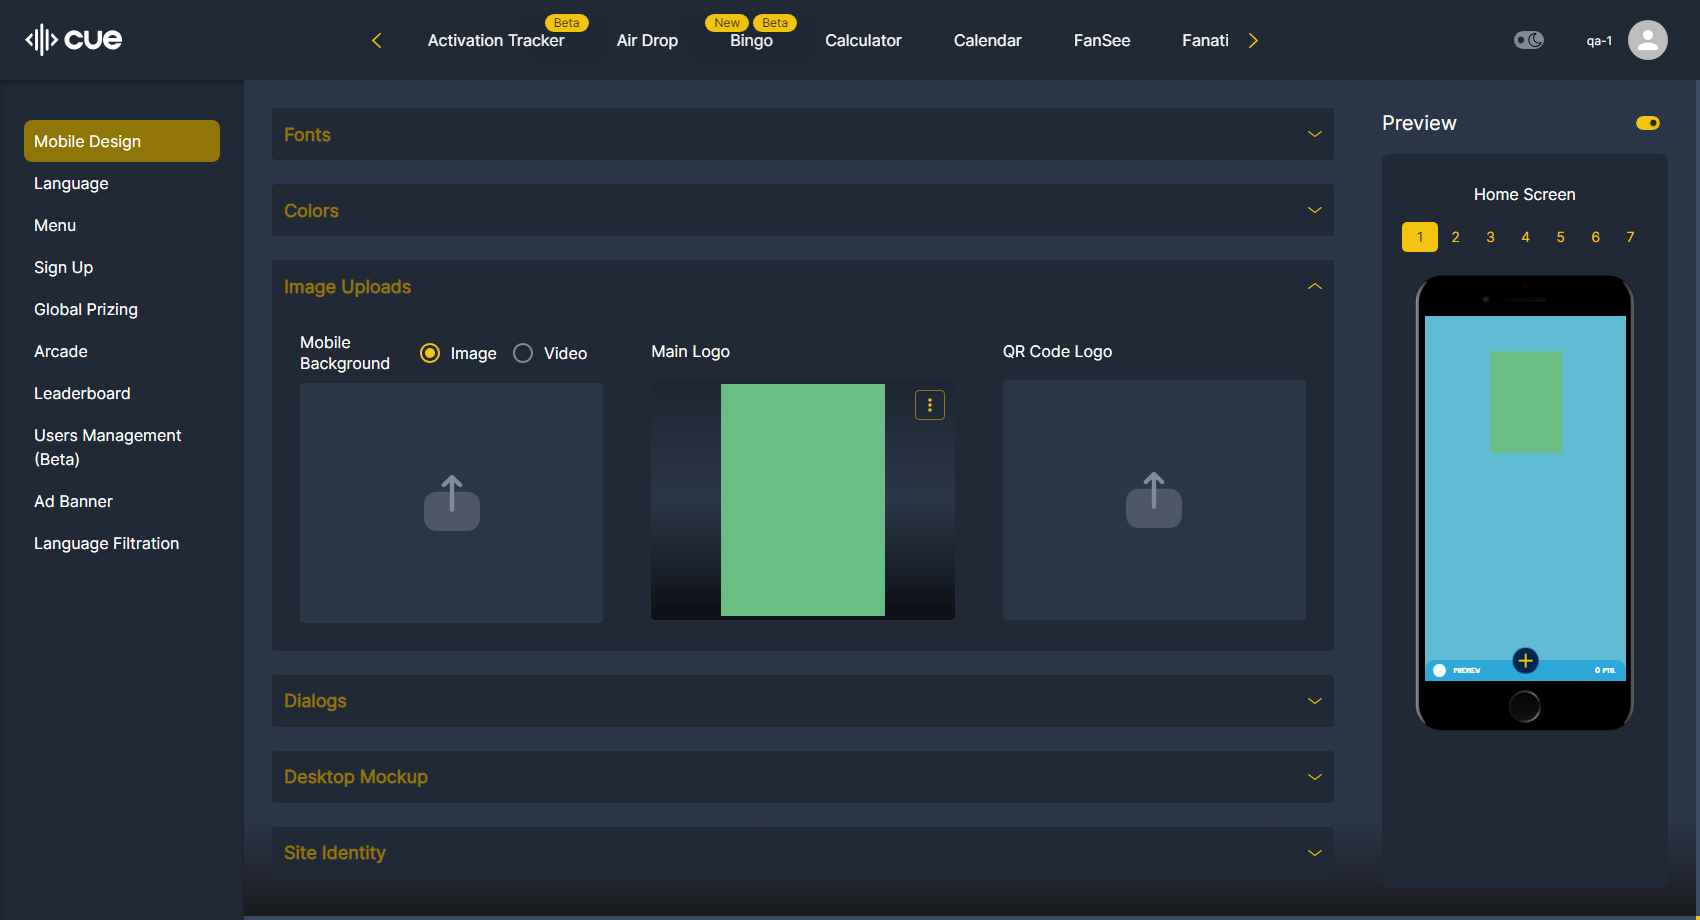 cue
Beta
New
Beta
Activation Tracker
Air Drop
Bingo
Calculator
Calendar
FanSee
Fanati
qa-1
Mobile Design
Language
Menu
Sign Up
Global Prizing
Arcade
Leaderboard
Users Management
(Beta)
Ad Banner
Language Filtration
Fonts
Colors
Image Uploads
Mobile
Background
Image
Video
Main Logo
QR Code Logo
Dialogs
Desktop Mockup
Site Identity
Preview
Home Screen
1 2 3 4 5 6 7
PREVIEW
0 PTS.